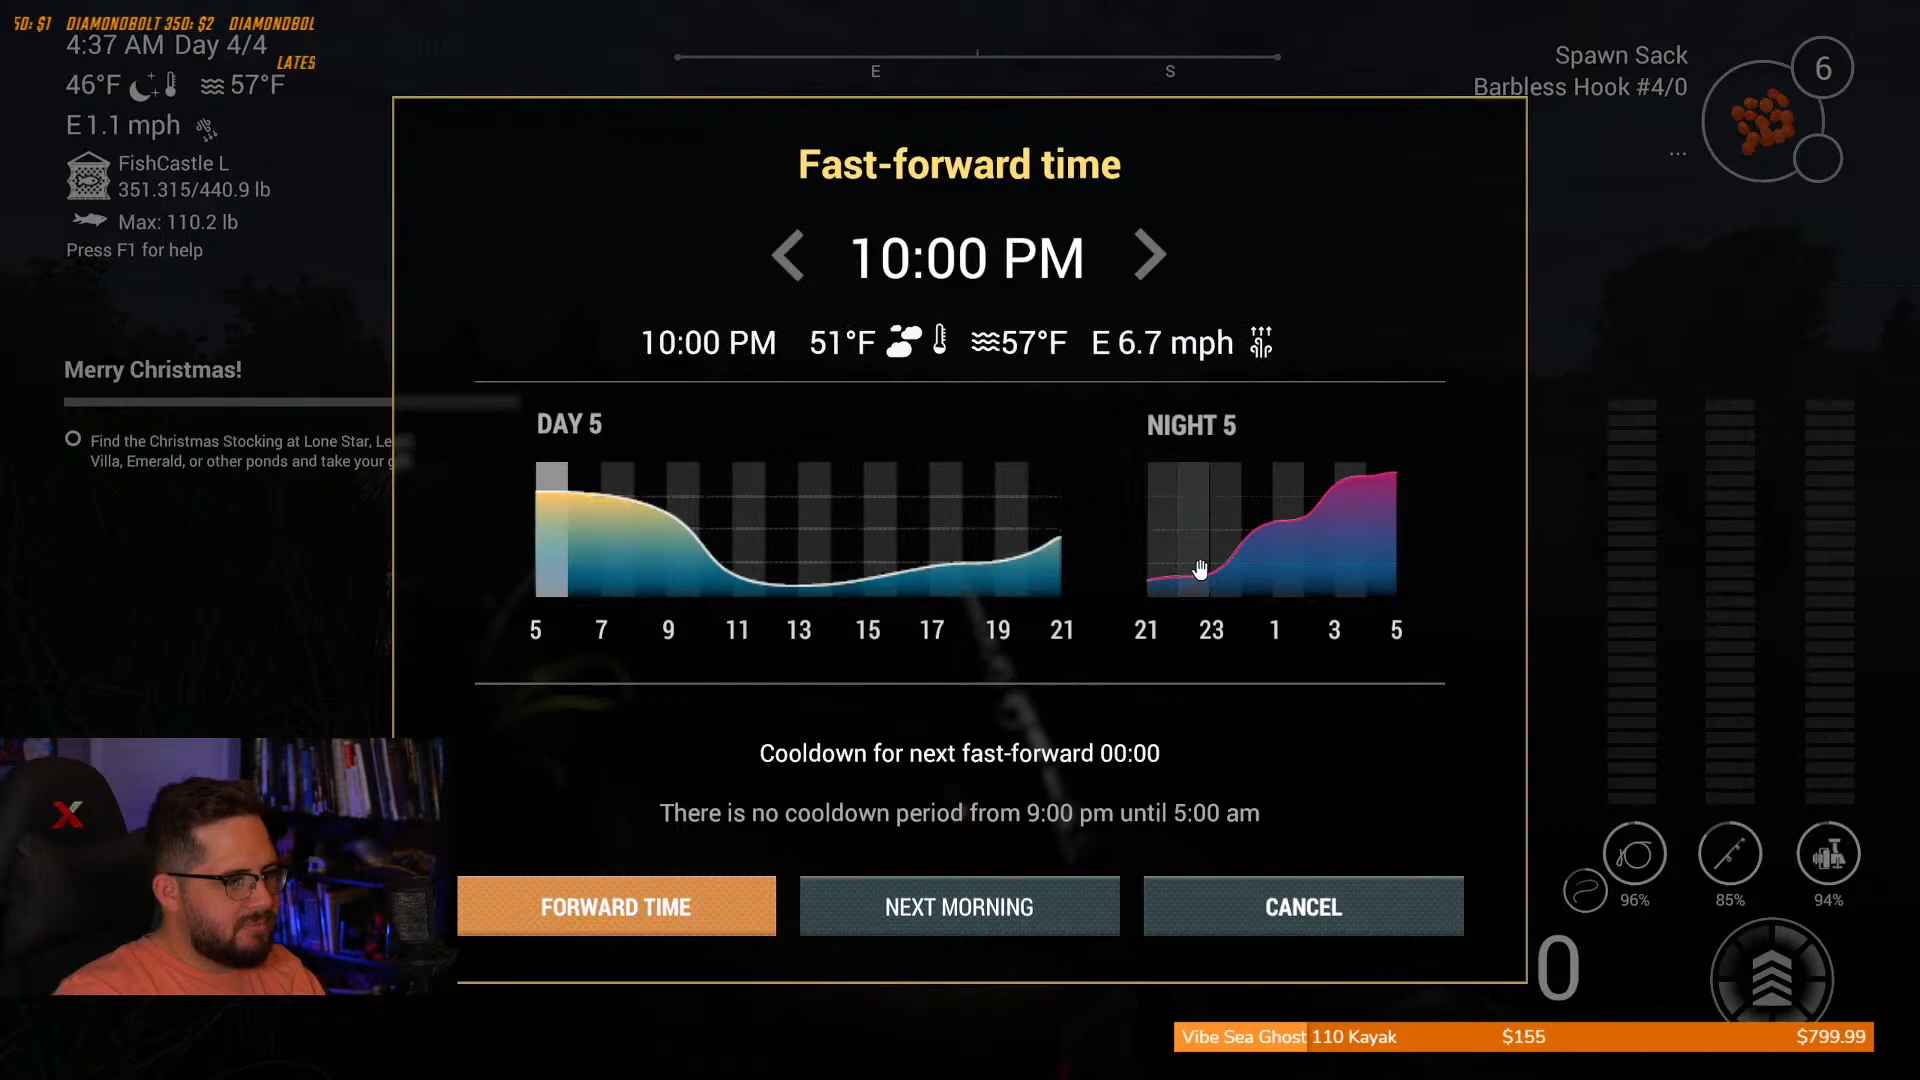 50: $1 DIAMONDBOLT 350: $2 DIAMONDBOL
4:37 AM Day 4/4
LATES
46°F 57°F
E 1.1 mph
FishCastle L
351.315/440.9 lb
Max: 110.2 lb
Press F1 for help
E S
Spawn Sack
Barbless Hook #4/0
6
...
Fast-forward time
10:00 PM
10:00 PM 51°F 57°F E 6.7 mph
Merry Christmas!
Find the Christmas Stocking at Lone Star, Le
Villa, Emerald, or other ponds and take your g
DAY 5
NIGHT 5
5 7 9 11 13 15 17 19 21
21 23 1 3 5
Cooldown for next fast-forward 00:00
There is no cooldown period from 9:00 pm until 5:00 am
FORWARD TIME
NEXT MORNING
CANCEL
X
96% 85% 94%
0
Vibe Sea Ghost 110 Kayak $155 $799.99